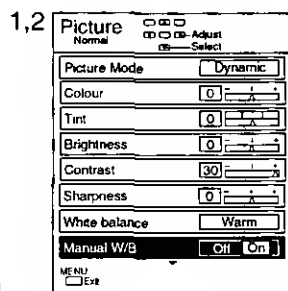 1,2
Picture
Normal
Adjust
Select
Picture Mode Dynamic
Colour 0
Tint 0
Brightness 0
Contrast 30
Sharpness 0
White balance Warm
Manual W/B Off On
MENU
Exit